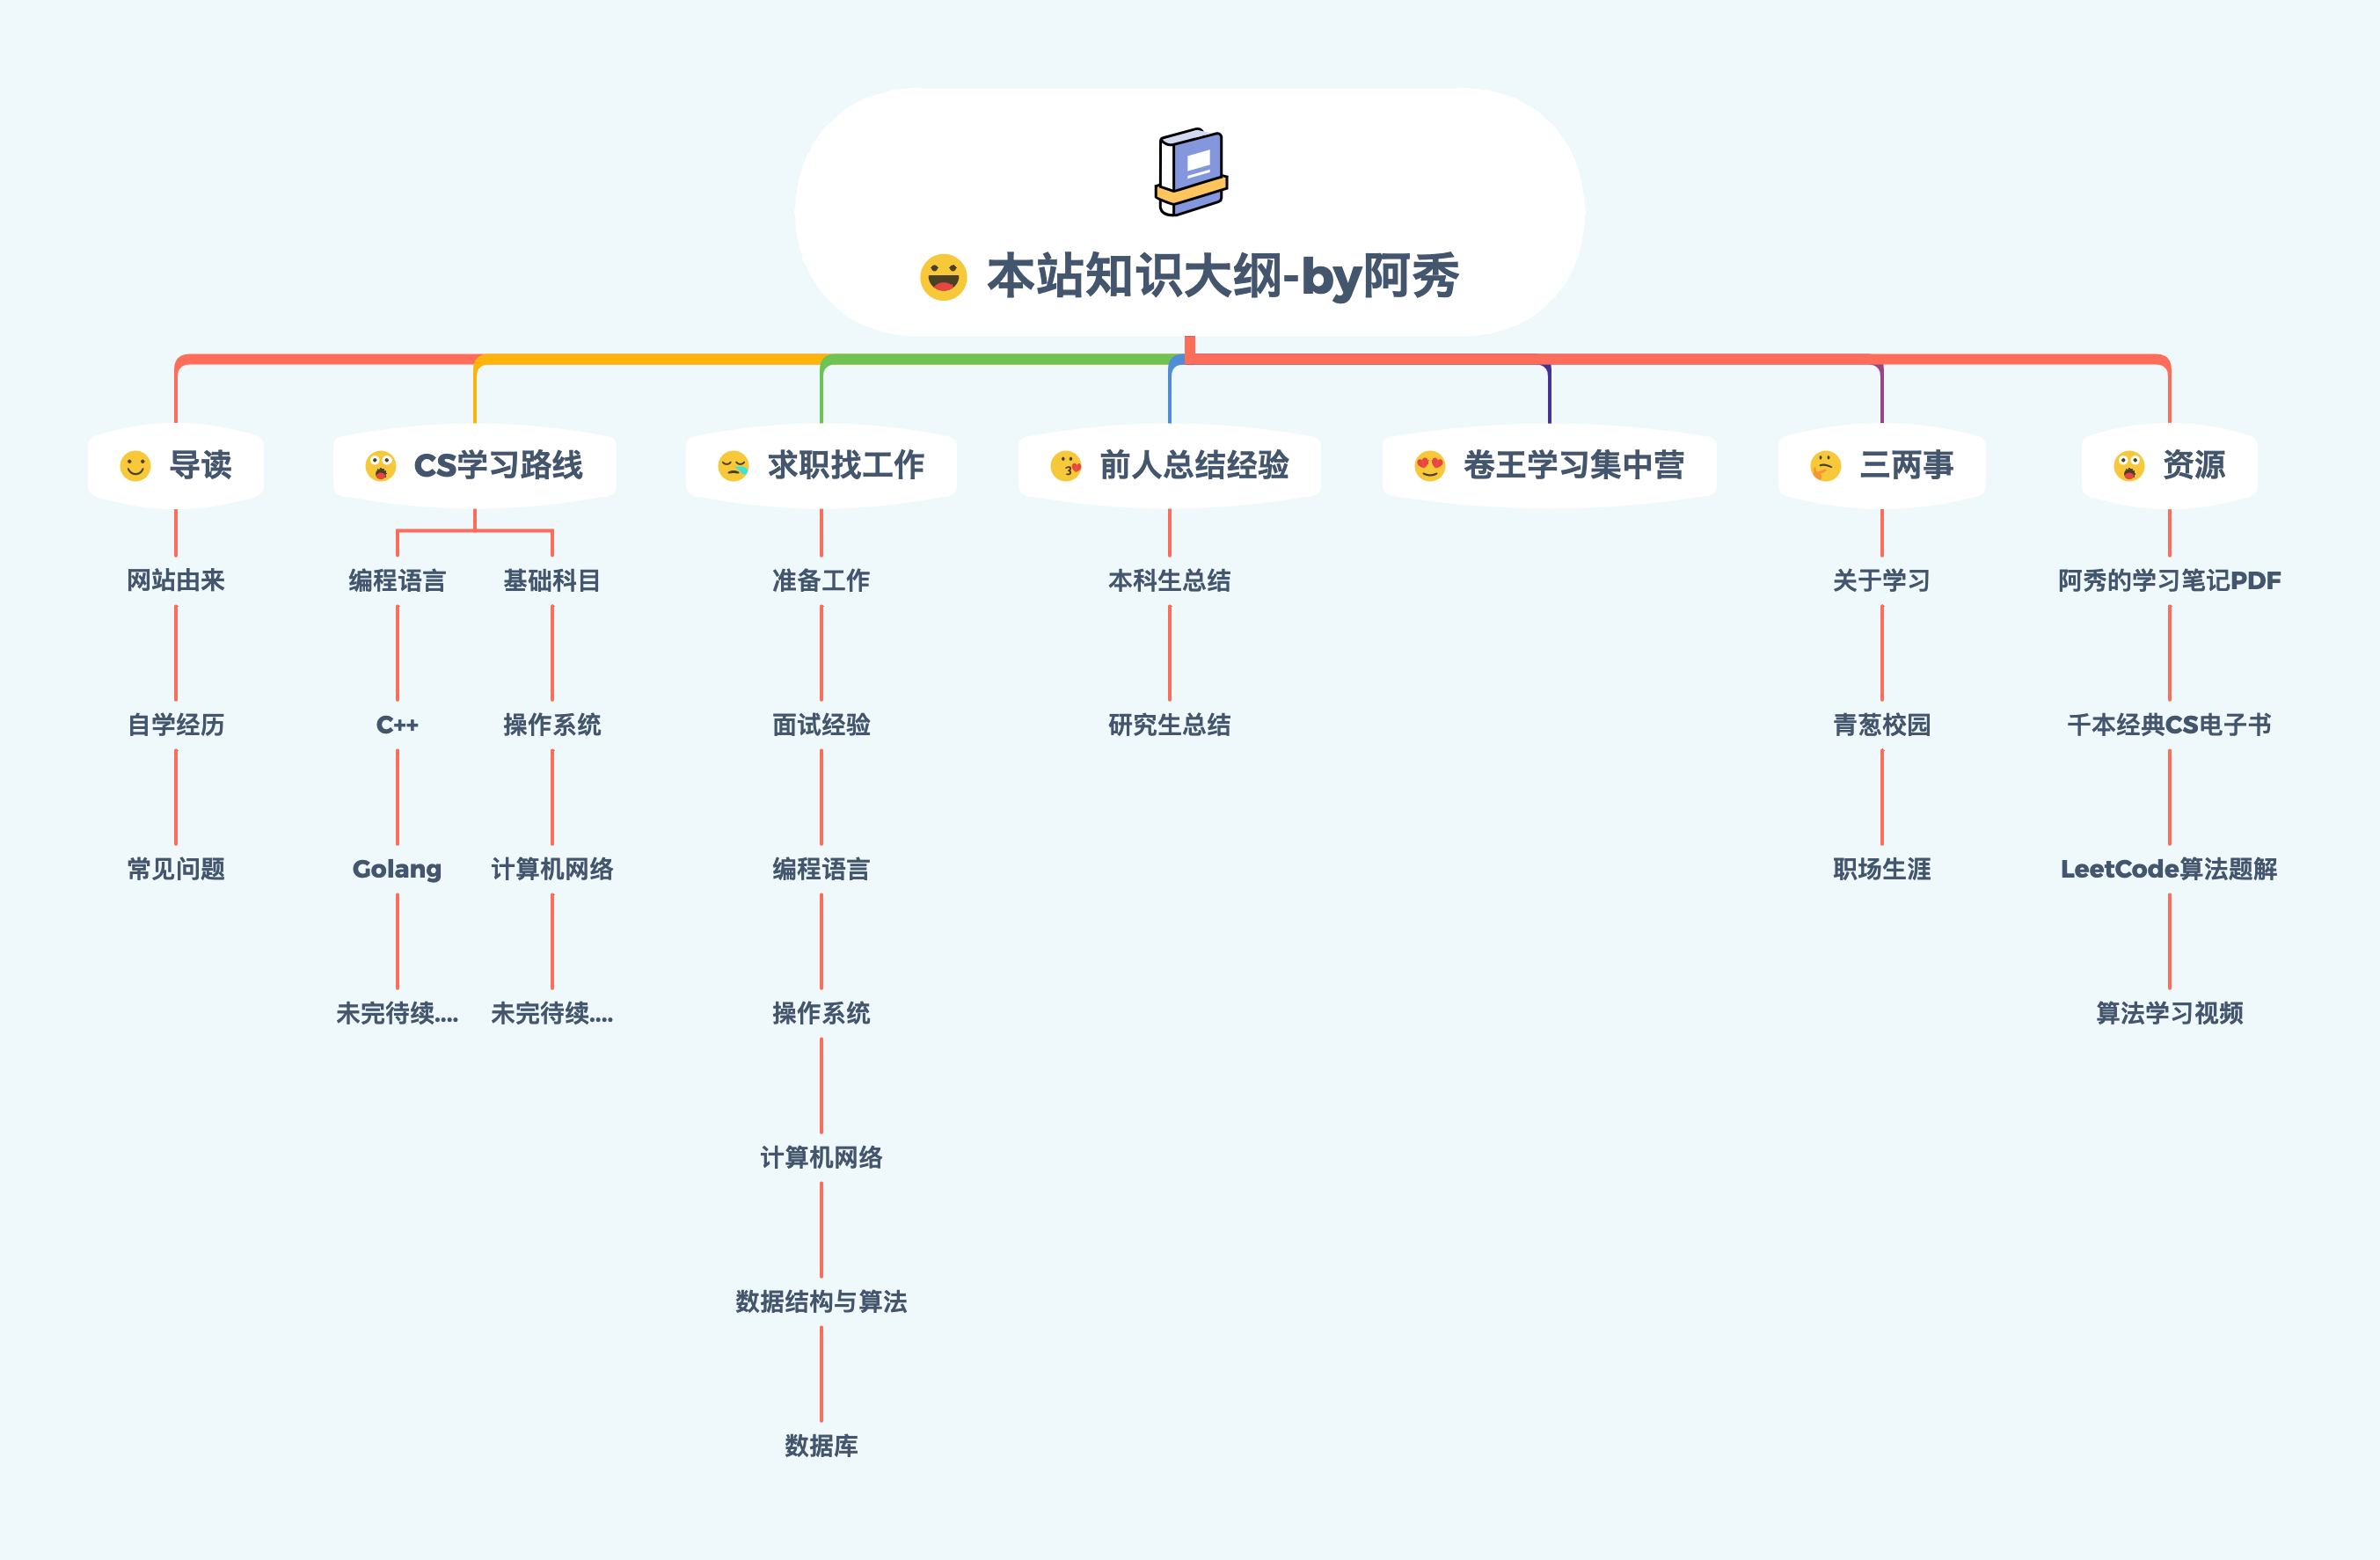 本站知识大纲-by阿秀
导读
CS学习路线
求职找工作
前人总结经验
卷王学习集中营
三两事
资源
网站由来
编程语言
基础科目
准备工作
本科生总结
关于学习
阿秀的学习笔记PDF
自学经历
C++
操作系统
面试经验
研究生总结
青葱校园
千本经典CS电子书
常见问题
Golang
计算机网络
编程语言
职场生涯
LeetCode算法题解
未完待续....
未完待续....
操作系统
算法学习视频
计算机网络
数据结构与算法
数据库